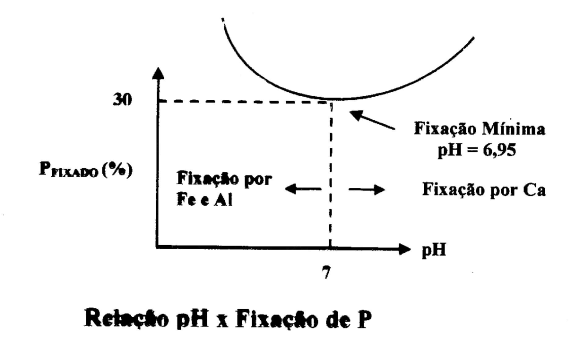 30
Fixação Mínima
pH = 6,95
PFIXADO (%)
Fixação por
Fe e Al
Fixação por Ca
pH
7
Relação pH x Fixação de P